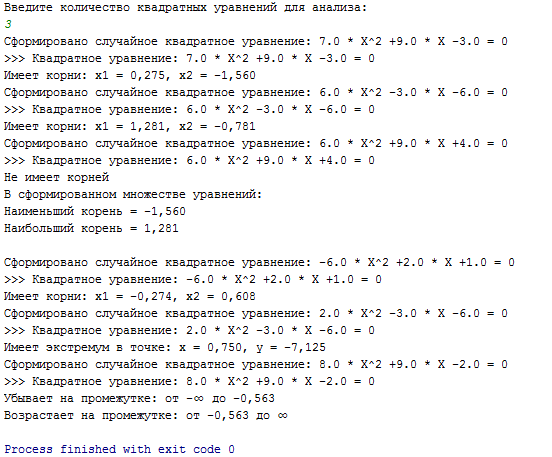 Введите количество квадратных уравнений для анализа:
3
Сформировано случайное квадратное уравнение: 7.0 * X^2 +9.0 * X -3.0 = 0
>>> Квадратное уравнение: 7.0 * X^2 +9.0 * X -3.0 = 0
Имеет корни: x1 = 0,275, x2 = -1,560
Сформировано случайное квадратное уравнение: 6.0 * X^2 -3.0 * X -6.0 = 0
>>> Квадратное уравнение: 6.0 * X^2 -3.0 * X -6.0 = 0
Имеет корни: x1 = 1,281, x2 = -0,781
Сформировано случайное квадратное уравнение: 6.0 * X^2 +9.0 * X +4.0 = 0
>>> Квадратное уравнение: 6.0 * X^2 +9.0 * X +4.0 = 0
Не имеет корней
В сформированном множестве уравнений:
Наименьший корень = -1,560
Наибольший корень = 1,281
Сформировано случайное квадратное уравнение: -6.0 * X^2 +2.0 * X +1.0 = 0
>>> Квадратное уравнение: -6.0 * X^2 +2.0 * X +1.0 = 0
Имеет корни: x1 = -0,274, x2 = 0,608
Сформировано случайное квадратное уравнение: 2.0 * X^2 -3.0 * X -6.0 = 0
>>> Квадратное уравнение: 2.0 * X^2 -3.0 * X -6.0 = 0
Имеет экстремум в точке: x = 0,750, y = -7,125
Сформировано случайное квадратное уравнение: 8.0 * X^2 +9.0 * X -2.0 = 0
>>> Квадратное уравнение: 8.0 * X^2 +9.0 * X -2.0 = 0
Убывает на промежутке: от -∞ до -0,563
Возрастает на промежутке: от -0,563 до ∞
Process finished with exit code 0